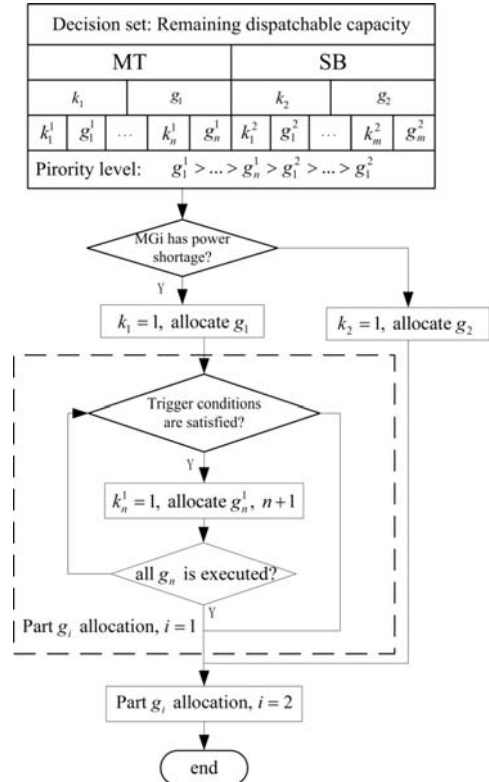 Decision set: Remaining dispatchable capacity
MT SB
k₁ g₁ k₂ g₂
k₁¹ g₁¹ ... kₙ¹ gₙ¹ k₁² g₁² ... kₘ² gₘ²
Pirority level: g₁¹ > ... > gₙ¹ > g₁² > ... > g₁²
MGi has power
shortage?
Y
k₁ = 1, allocate g₁
k₂ = 1, allocate g₂
Trigger conditions
are satisfied?
Y
kₙ¹ = 1, allocate gₙ¹, n+1
all gₙ is executed?
Y
Part gᵢ allocation, i = 1
Part gᵢ allocation, i = 2
end